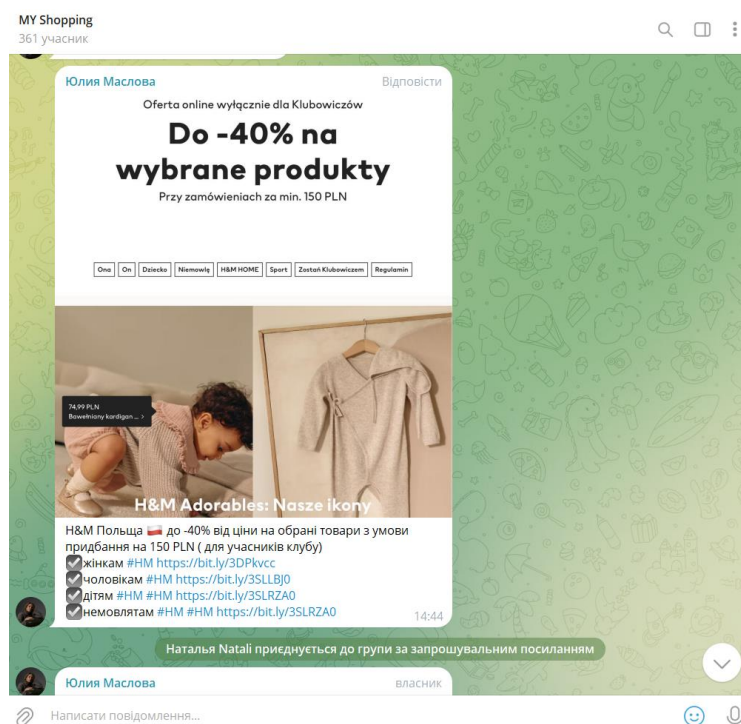 MY Shopping
361 учасник
Юлия Маслова
Відповісти
Oferta online wyłącznie dla Klubowiczów
Do -40% na
wybrane produkty
Przy zamówieniach za min. 150 PLN
Ona On Dziecko Niemowlę H&M HOME Sport Zostań Klubowiczem Regulamin
74,99 PLN
Bawełniany kardigan ... >
H&M Adorables: Nasze ikony
H&M Польща 🇵🇱 до -40% від ціни на обрані товари з умови
придбання на 150 PLN ( для учасників клубу)
☑️жінкам #HM https://bit.ly/3DPkvcc
☑️чоловікам #HM https://bit.ly/3SLLBJ0
☑️дітям #HM https://bit.ly/3SLRZA0
☑️немовлятам #HM #HM https://bit.ly/3SLRZA0
14:44
Наталья Natali приєднується до групи за запрошувальним посиланням
Юлия Маслова
власник
Написати повідомлення...